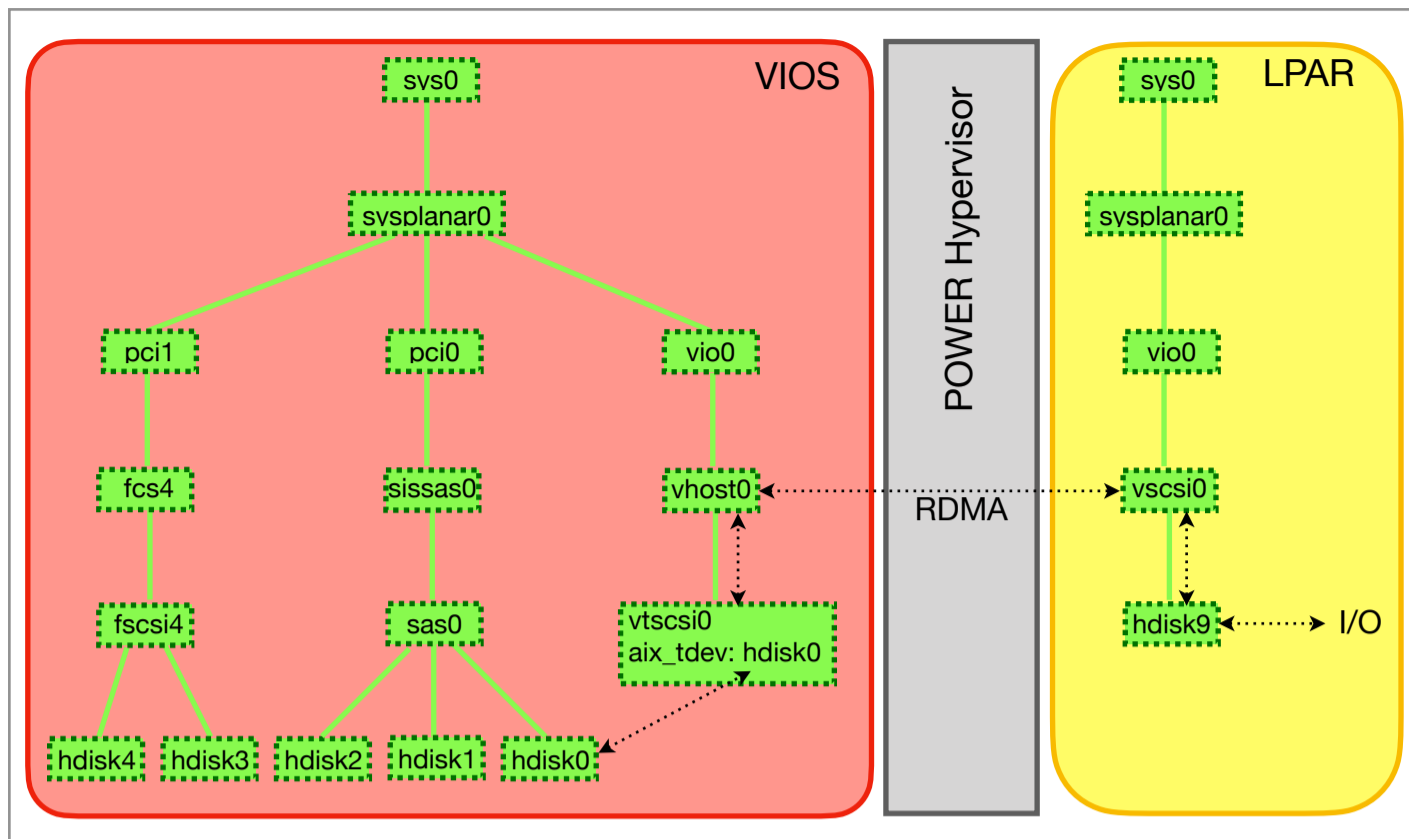 VIOS
sys0
sysplanar0
pci1
pci0
vio0
fcs4
sissas0
vhost0
fscsi4
sas0
vtscsi0
aix_tdev: hdisk0
hdisk4
hdisk3
hdisk2
hdisk1
hdisk0
POWER Hypervisor
RDMA
LPAR
sys0
sysplanar0
vio0
vscsi0
hdisk9
I/O